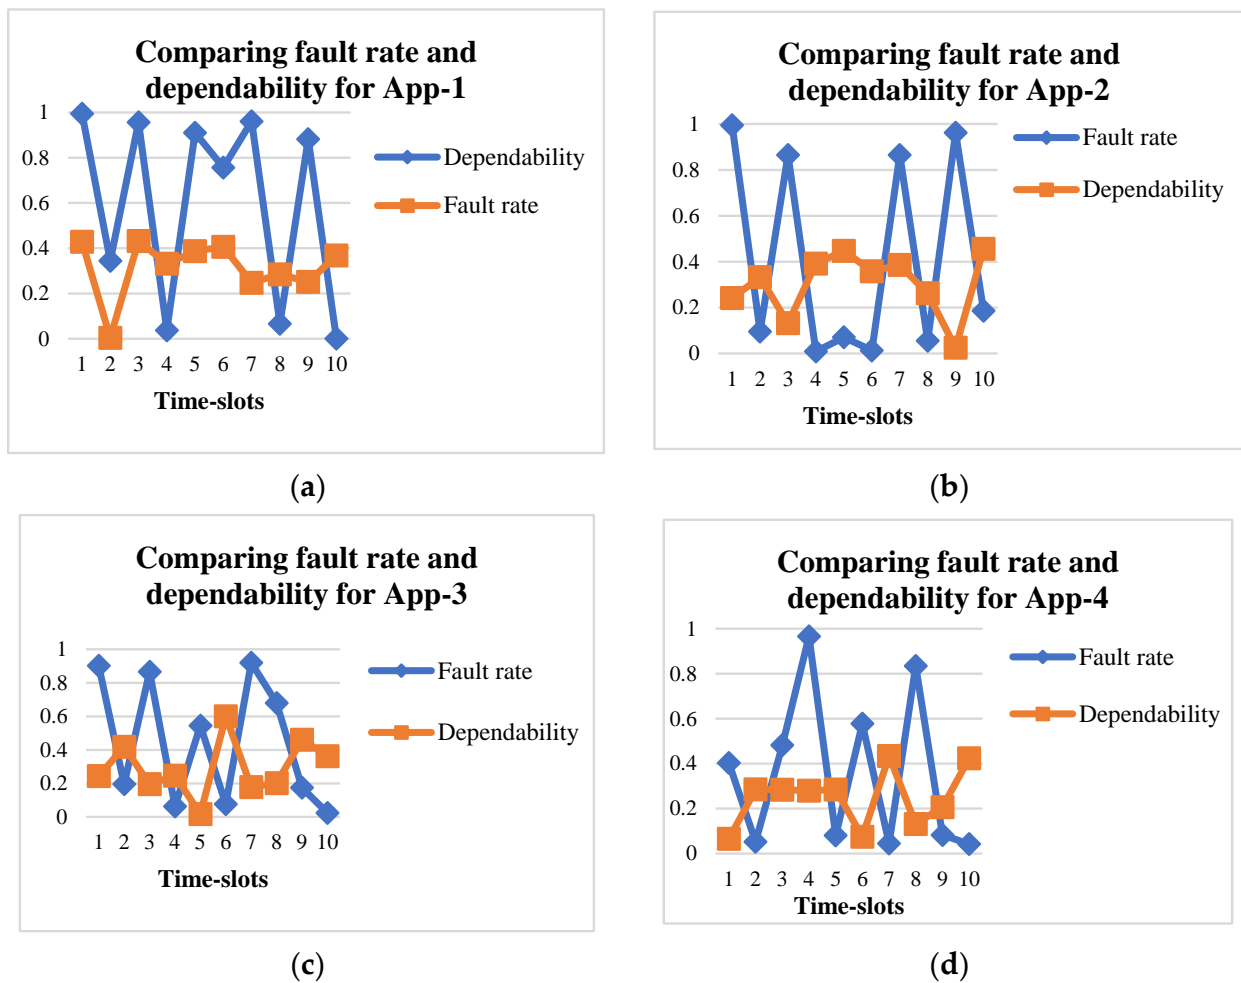 Comparing fault rate and
dependability for App-1
1
0.8
0.6
0.4
0.2
0
1 2 3 4 5 6 7 8 9 10
Time-slots
Dependability
Fault rate
(a)
Comparing fault rate and
dependability for App-2
1
0.8
0.6
0.4
0.2
0
1 2 3 4 5 6 7 8 9 10
Time-slots
Fault rate
Dependability
(b)
Comparing fault rate and
dependability for App-3
1
0.8
0.6
0.4
0.2
0
1 2 3 4 5 6 7 8 9 10
Time-slots
Fault rate
Dependability
(c)
Comparing fault rate and
dependability for App-4
1
0.8
0.6
0.4
0.2
0
1 2 3 4 5 6 7 8 9 10
Time-slots
Fault rate
Dependability
(d)